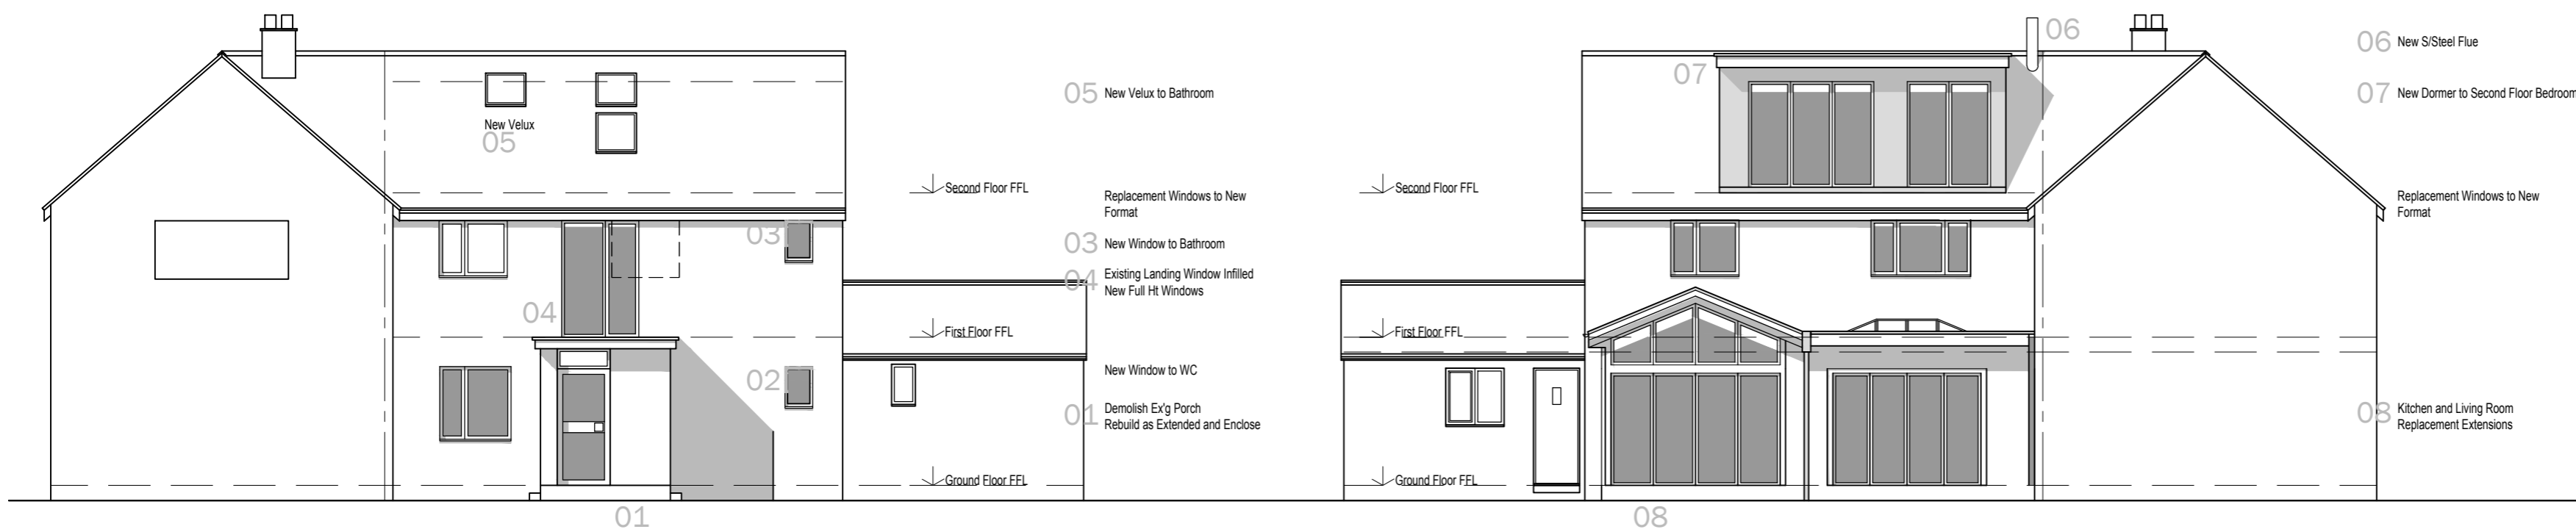 06
06 New S/Steel Flue
07
05 New Velux to Bathroom
07 New Dormer to Second Floor Bedroom
New Velux
05
Second Floor FFL
Second Floor FFL
Replacement Windows to New
Format
Replacement Windows to New
Format
03
03 New Window to Bathroom
04 Existing Landing Window Infilled
New Full Ht Windows
04
First Floor FFL
First Floor FFL
02
New Window to WC
01 Demolish Ex'g Porch
Rebuild as Extended and Enclose
08 Kitchen and Living Room
Replacement Extensions
Ground Floor FFL
Ground Floor FFL
01
08